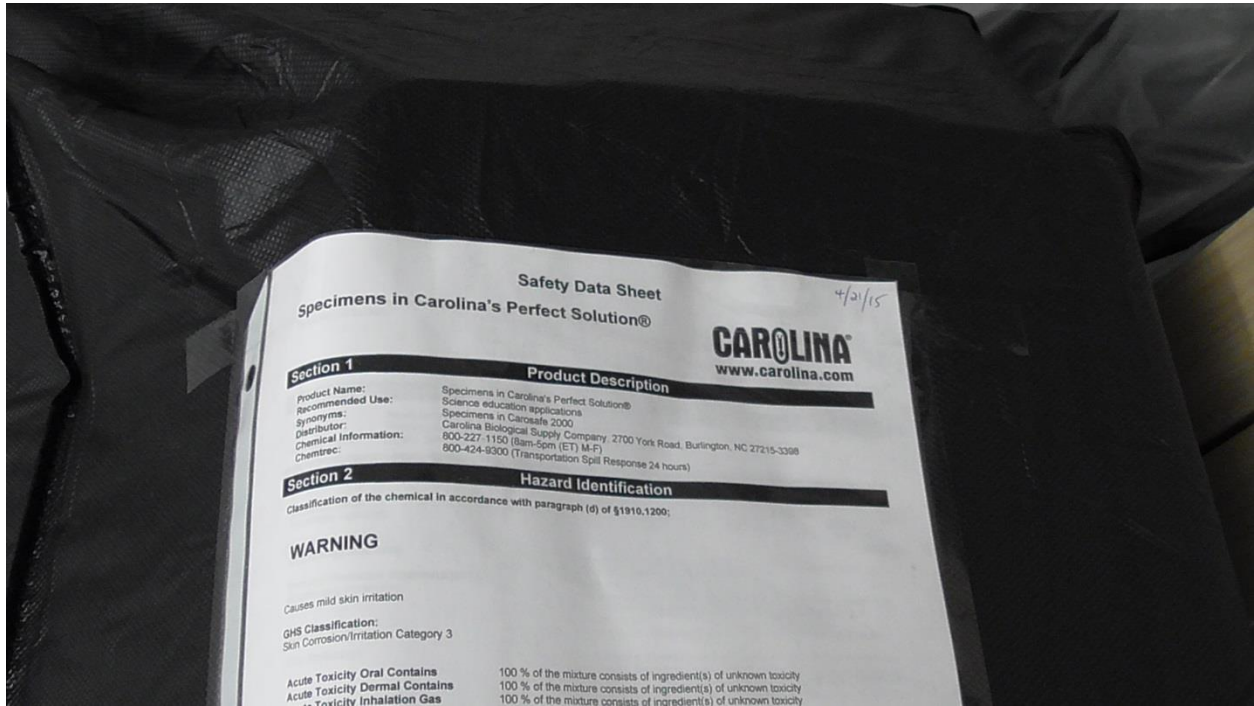 Safety Data Sheet
4/21/15
Specimens in Carolina's Perfect Solution®
CAROLINA®
www.carolina.com
Section 1 Product Description
Product Name: Specimens in Carolina's Perfect Solution®
Recommended Use: Science education applications
Synonyms: Specimens in Carosafe 2000
Distributor: Carolina Biological Supply Company, 2700 York Road, Burlington, NC 27215-3398
Chemical Information: 800-227-1150 (8am-5pm (ET) M-F)
Chemtrec: 800-424-9300 (Transportation Spill Response 24 hours)
Section 2 Hazard Identification
Classification of the chemical in accordance with paragraph (d) of §1910.1200;
WARNING
Causes mild skin irritation
GHS Classification:
Skin Corrosion/Irritation Category 3
Acute Toxicity Oral Contains 100 % of the mixture consists of ingredient(s) of unknown toxicity
Acute Toxicity Dermal Contains 100 % of the mixture consists of ingredient(s) of unknown toxicity
Toxicity Inhalation Gas 100 % of the mixture consists of ingredient(s) of unknown toxicity